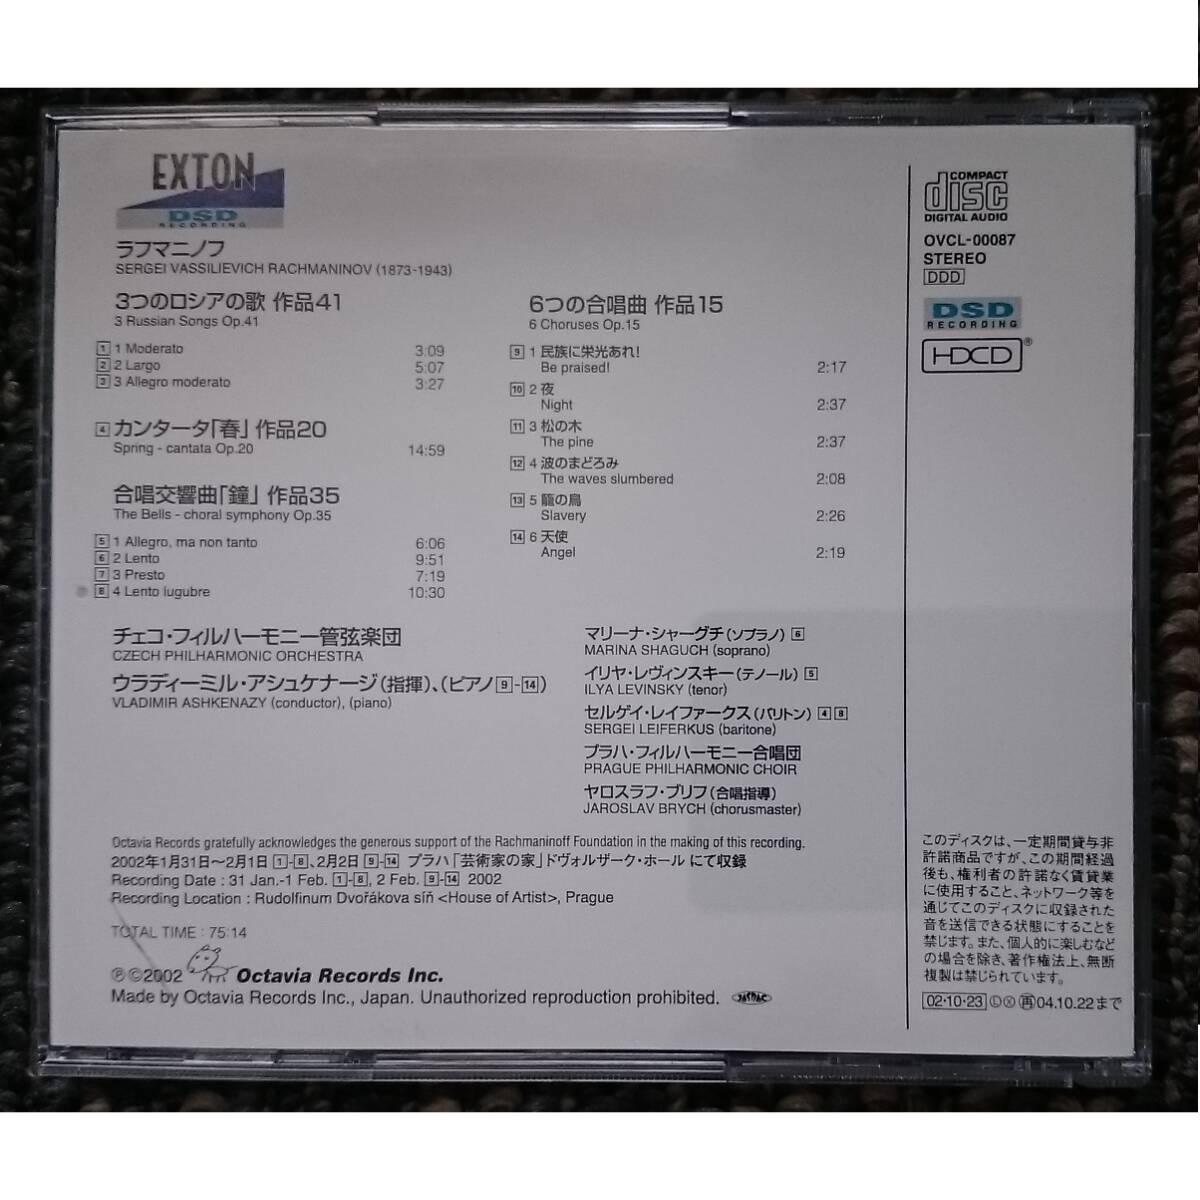 EXTON
DSD
RECORDING
ラフマニノフ
SERGEI VASSILIEVICH RACHMANINOV (1873-1943)
3つのロシアの歌 作品41
3 Russian Songs Op.41
1 1 Moderato 3:09
2 2 Largo 5:07
3 3 Allegro moderato 3:27
4 カンタータ「春」 作品20
Spring - cantata Op.20 14:59
合唱交響曲「鐘」 作品35
The Bells - choral symphony Op.35
5 1 Allegro, ma non tanto 6:06
6 2 Lento 9:51
7 3 Presto 7:19
8 4 Lento lugubre 10:30
6つの合唱曲 作品15
6 Choruses Op.15
9 1 民族に栄光あれ!
Be praised! 2:17
10 2 夜
Night 2:37
11 3 松の木
The pine 2:37
12 4 波のまどろみ
The waves slumbered 2:08
13 5 籠の鳥
Slavery 2:26
14 6 天使
Angel 2:19
チェコ・フィルハーモニー管弦楽団
CZECH PHILHARMONIC ORCHESTRA
ウラディーミル・アシュケナージ(指揮)、(ピアノ 9-14)
VLADIMIR ASHKENAZY (conductor), (piano)
マリーナ・シャーグチ(ソプラノ) 6
MARINA SHAGUCH (soprano)
イリヤ・レヴィンスキー(テノール) 5
ILYA LEVINSKY (tenor)
セルゲイ・レイファークス(バリトン) 4 8
SERGEI LEIFERKUS (baritone)
プラハ・フィルハーモニー合唱団
PRAGUE PHILHARMONIC CHOIR
ヤロスラフ・ブリフ(合唱指導)
JAROSLAV BRYCH (chorusmaster)
Octavia Records gratefully acknowledges the generous support of the Rachmaninoff Foundation in the making of this recording.
2002年1月31日〜2月1日 1-8、2月2日 9-14 プラハ「芸術家の家」ドヴォルザーク・ホール にて収録
Recording Date : 31 Jan.-1 Feb. 1-8, 2 Feb. 9-14 2002
Recording Location : Rudolfinum Dvořákova síň <House of Artist>, Prague
TOTAL TIME : 75:14
℗©2002 Octavia Records Inc.
Made by Octavia Records Inc., Japan. Unauthorized reproduction prohibited. JASRAC
COMPACT
disc
DIGITAL AUDIO
OVCL-00087
STEREO
DDD
DSD
RECORDING
HDCD®
このディスクは、一定期間貸与非
許諾商品ですが、この期間経過
後も、権利者の許諾なく賃貸業
に使用すること、ネットワーク等を
通じてこのディスクに収録された
音を送信できる状態にすることを
禁じます。また、個人的に楽しむなど
の場合を除き、著作権法上、無断
複製は禁じられています。
02·10·23 Ⓛ Ⓧ ㊢04.10.22まで